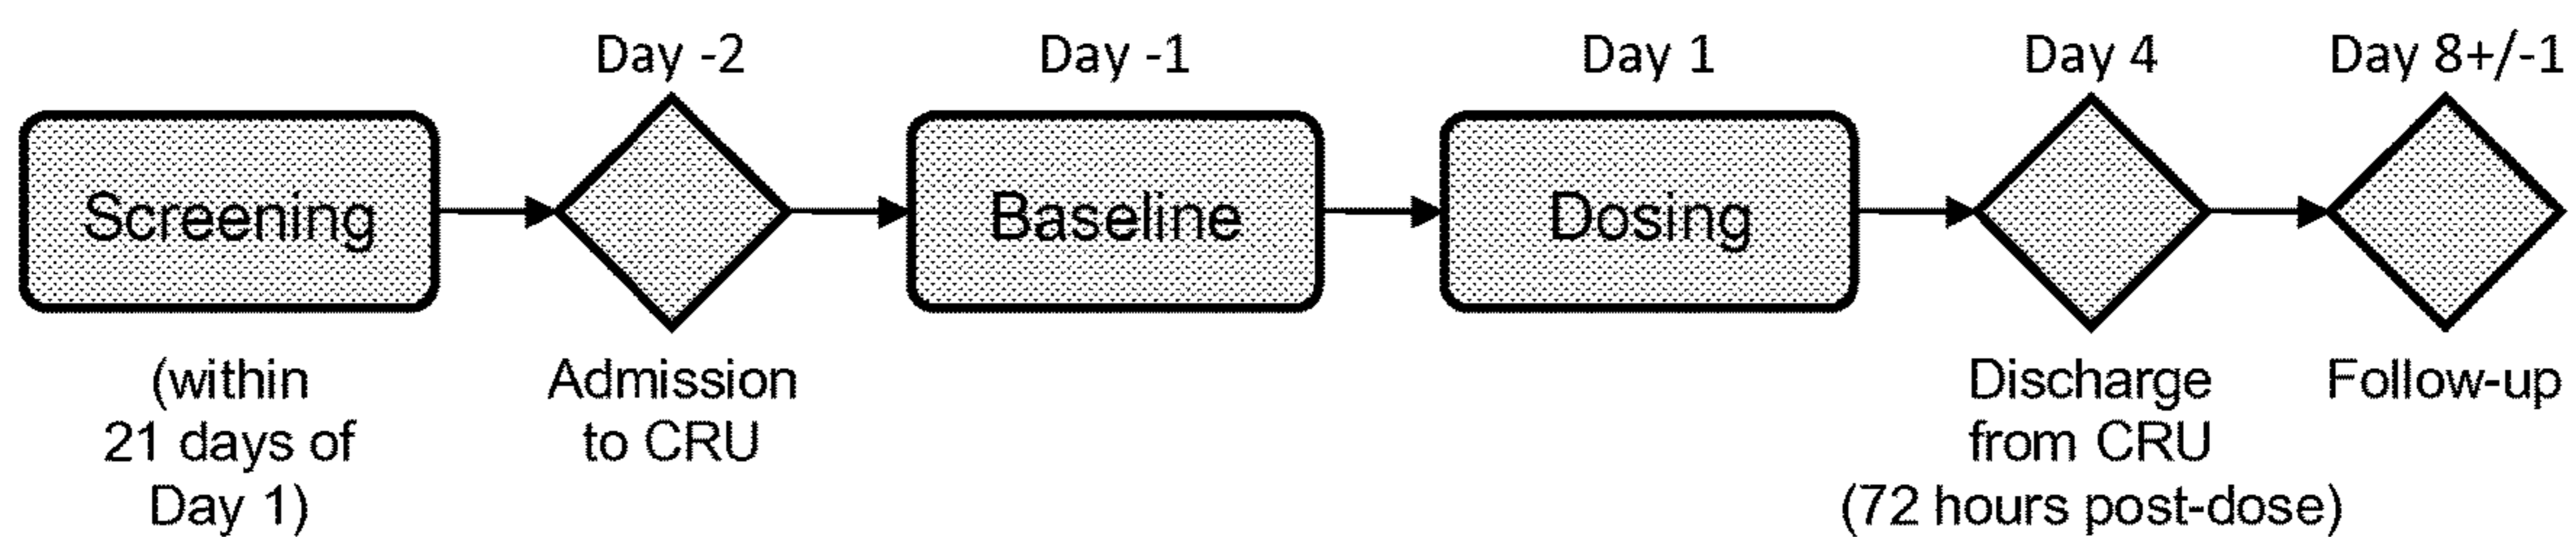 Day -2
Day -1
Day 1
Day 4
Day 8+/-1
Screening
Baseline
Dosing
(within
21 days of
Day 1)
Admission
to CRU
Discharge
from CRU
(72 hours post-dose)
Follow-up